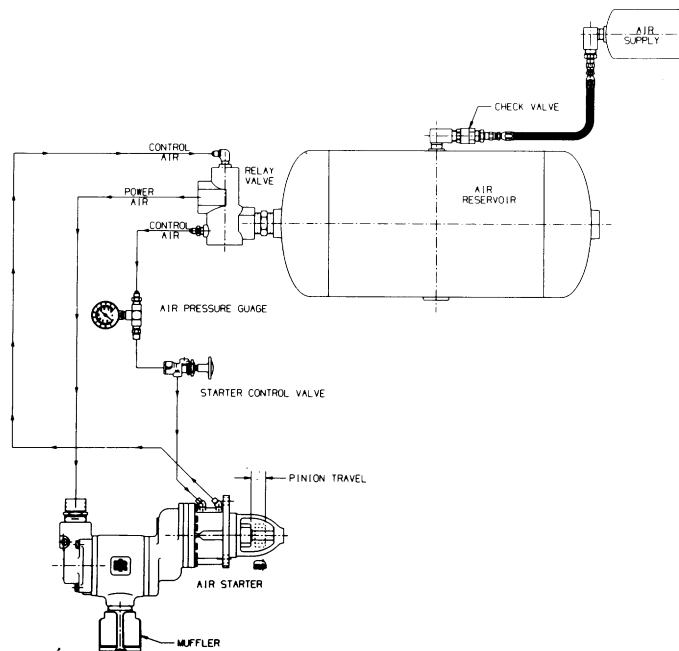 AIR
SUPPLY
CHECK VALVE
CONTROL
AIR
RELAY
VALVE
AIR
RESERVOIR
POWER
AIR
CONTROL
AIR
AIR PRESSURE GUAGE
STARTER CONTROL VALVE
PINION TRAVEL
AIR STARTER
MUFFLER